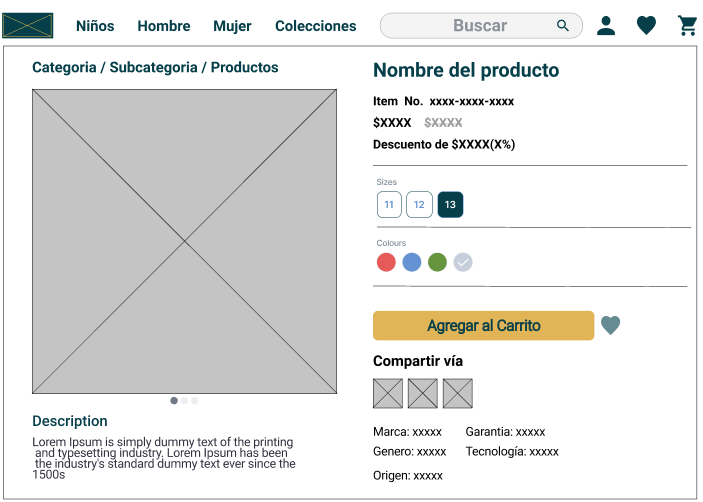 Niños Hombre Mujer Colecciones Buscar
Categoria / Subcategoria / Productos
Nombre del producto
Item No. xxxx-xxxx-xxxx
$XXXX $XXXX
Descuento de $XXXX(X%)
Sizes
11 12 13
Colours
Agregar al Carrito
Compartir vía
Marca: xxxxx Garantia: xxxxx
Genero: xxxxx Tecnología: xxxxx
Origen: xxxxx
Description
Lorem Ipsum is simply dummy text of the printing
and typesetting industry. Lorem Ipsum has been
the industry's standard dummy text ever since the
1500s